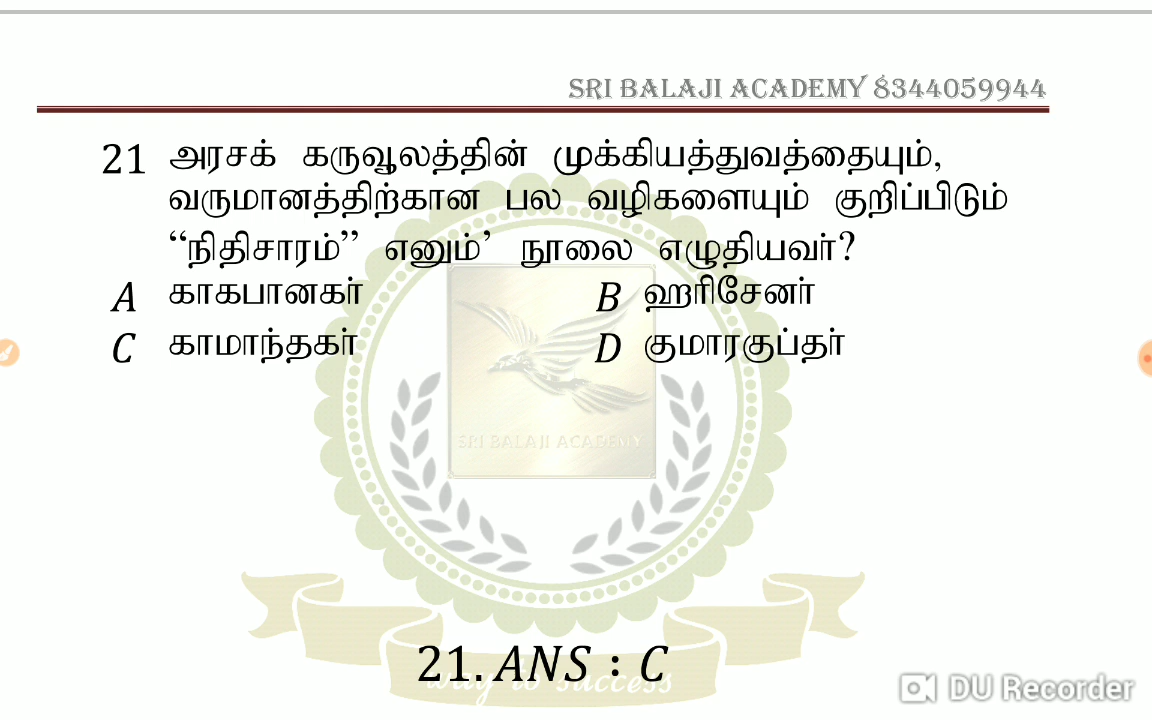 SRI BALAJI ACADEMY 8344059944
21 அரசக் கருவூலத்தின் முக்கியத்துவத்தையும்,
வருமானத்திற்கான பல வழிகளையும் குறிப்பிடும்
“நிதிசாரம்” எனும்’ நூலை எழுதியவர்?
A காகபானகர் B ஹரிசேனர்
C காமாந்தகர் D குமாரகுப்தர்
SRI BALAJI ACADEMY
21. ANS : C
way to success
DU Recorder